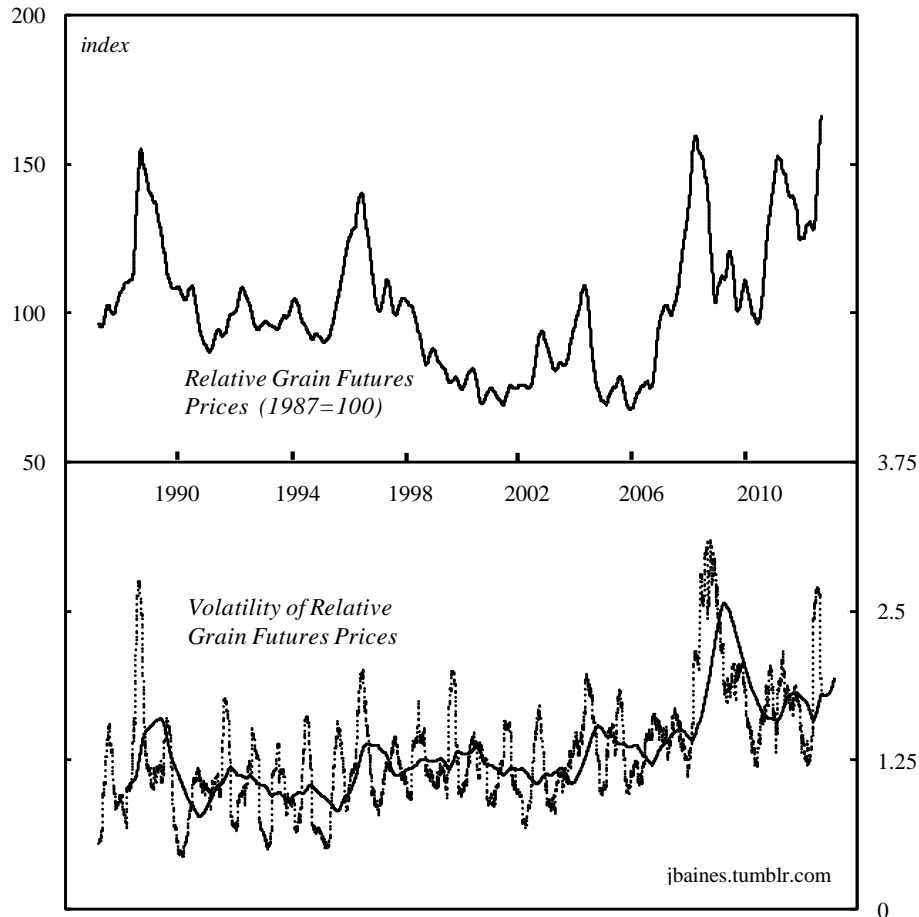 200
index
150
100
Relative Grain Futures
Prices (1987=100)
50
3.75
1990
1994
1998
2002
2006
2010
Volatility of Relative
Grain Futures Prices
2.5
1.25
jbaines.tumblr.com
0